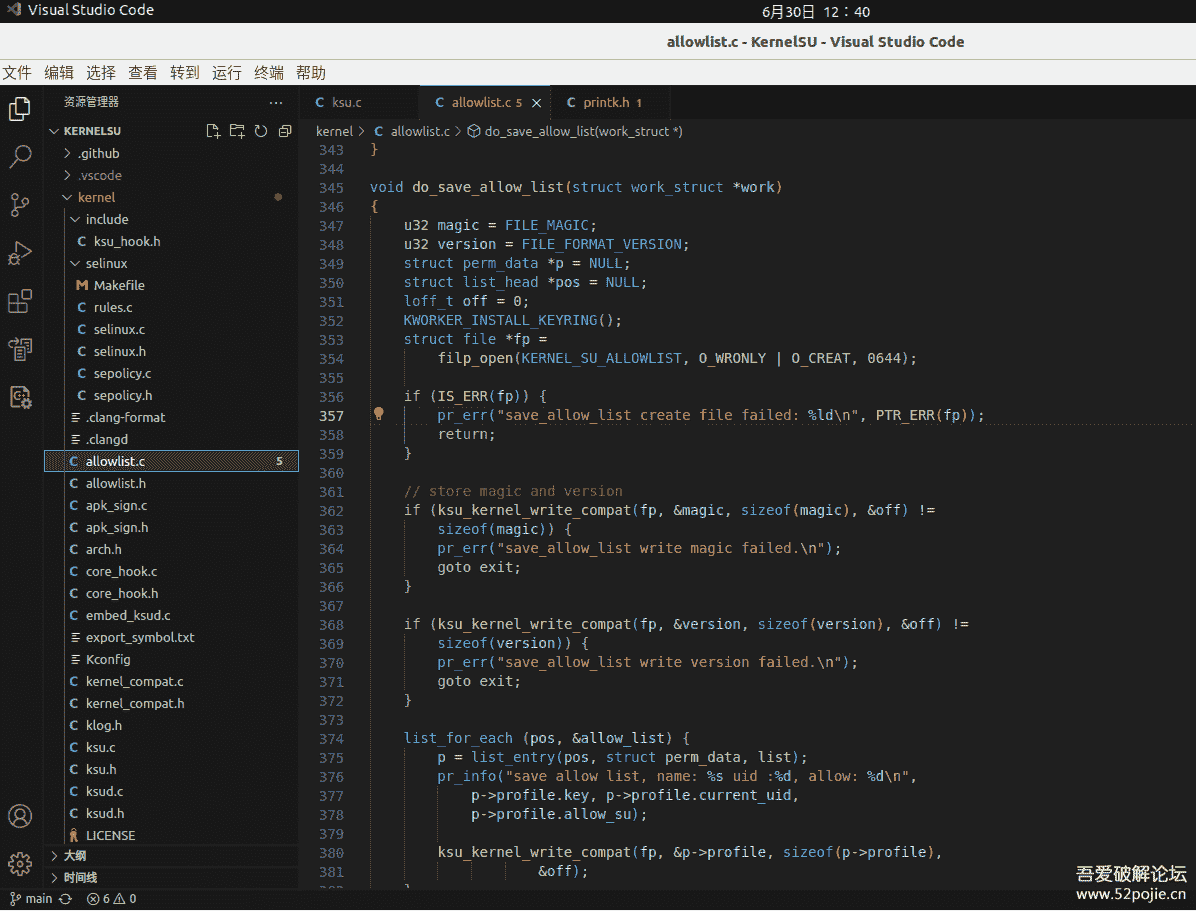 Visual Studio Code
6月30日 12：40
allowlist.c - KernelSU - Visual Studio Code
文件 编辑 选择 查看 转到 运行 终端 帮助
资源管理器 ...
KERNELSU
.github
.vscode
kernel
include
C ksu_hook.h
selinux
M Makefile
C rules.c
C selinux.c
C selinux.h
C sepolicy.c
C sepolicy.h
.clang-format
.clangd
C allowlist.c 5
C allowlist.h
C apk_sign.c
C apk_sign.h
C arch.h
C core_hook.c
C core_hook.h
C embed_ksud.c
export_symbol.txt
Kconfig
C kernel_compat.c
C kernel_compat.h
C klog.h
C ksu.c
C ksu.h
C ksud.c
C ksud.h
LICENSE
大纲
时间线
C ksu.c C allowlist.c 5 C printk.h 1
kernel > C allowlist.c > do_save_allow_list(work_struct *)
343 }
344
345 void do_save_allow_list(struct work_struct *work)
346 {
347 u32 magic = FILE_MAGIC;
348 u32 version = FILE_FORMAT_VERSION;
349 struct perm_data *p = NULL;
350 struct list_head *pos = NULL;
351 loff_t off = 0;
352 KWORKER_INSTALL_KEYRING();
353 struct file *fp =
354 filp_open(KERNEL_SU_ALLOWLIST, O_WRONLY | O_CREAT, 0644);
355
356 if (IS_ERR(fp)) {
357 pr_err("save_allow_list create file failed: %ld\n", PTR_ERR(fp));
358 return;
359 }
360
361 // store magic and version
362 if (ksu_kernel_write_compat(fp, &magic, sizeof(magic), &off) !=
363 sizeof(magic)) {
364 pr_err("save_allow_list write magic failed.\n");
365 goto exit;
366 }
367
368 if (ksu_kernel_write_compat(fp, &version, sizeof(version), &off) !=
369 sizeof(version)) {
370 pr_err("save_allow_list write version failed.\n");
371 goto exit;
372 }
373
374 list_for_each (pos, &allow_list) {
375 p = list_entry(pos, struct perm_data, list);
376 pr_info("save allow list, name: %s uid :%d, allow: %d\n",
377 p->profile.key, p->profile.current_uid,
378 p->profile.allow_su);
379
380 ksu_kernel_write_compat(fp, &p->profile, sizeof(p->profile),
381 &off);
382 }
main 6 0
吾爱破解论坛
www.52pojie.cn